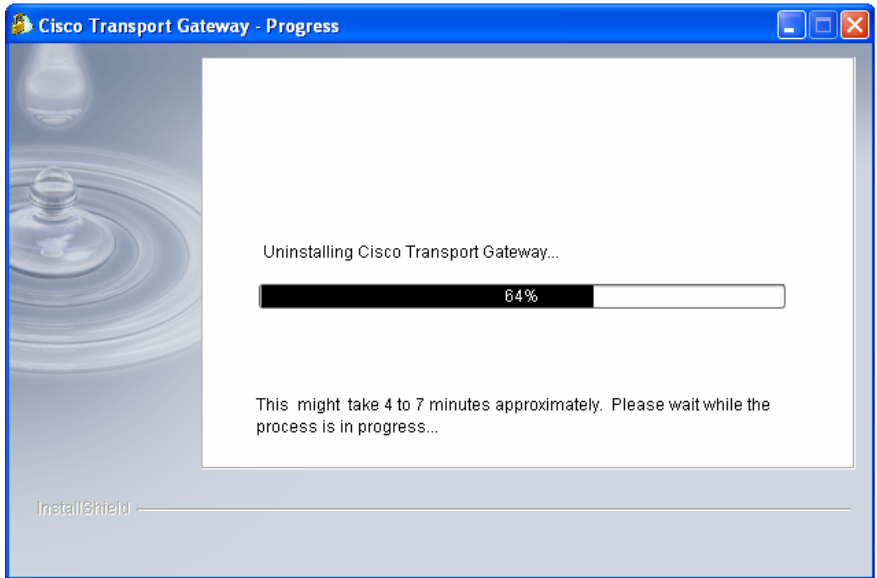 Cisco Transport Gateway - Progress
Uninstalling Cisco Transport Gateway...
64%
This might take 4 to 7 minutes approximately. Please wait while the
process is in progress...
InstallShield